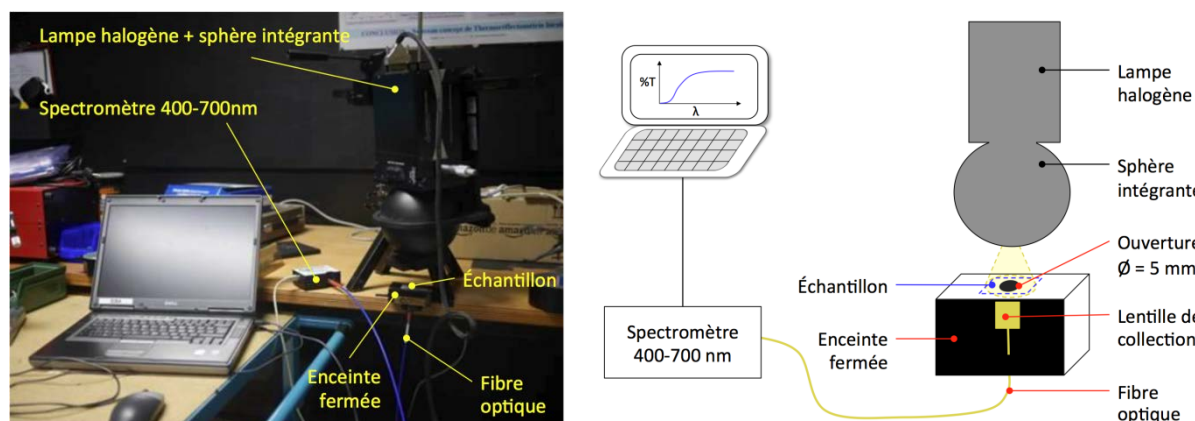 Lampe halogène + sphère intégrante
Spectromètre 400-700nm
Échantillon
Enceinte
fermée
Fibre
optique
%T
λ
Spectromètre
400-700 nm
Lampe
halogène
Sphère
intégrante
Ouverture
Ø = 5 mm
Échantillon
Lentille de
collection
Enceinte
fermée
Fibre
optique